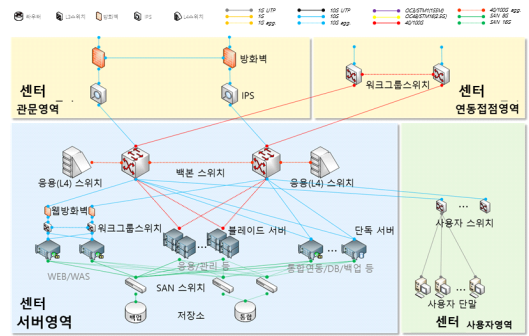 라우터 L3스위치 방화벽 IPS L4스위치
1G UTP 10G UTP OC3/STM1(155M) 40/100G agg. SAN 8G
1G 10G 40/100G SAN 16G
1G agg. 10G agg.
방화벽
센터
관문영역
IPS
워크그룹스위치
센터
연동접점영역
응용(L4) 스위치
백본 스위치
응용(L4) 스위치
웹방화벽
워크그룹스위치
블레이드 서버
단독 서버
사용자 스위치
WEB/WAS
응용/관리 등
통합연동/DB/백업 등
SAN 스위치
사용자 단말
센터
서버영역
백업
저장소
통합
센터 사용자영역